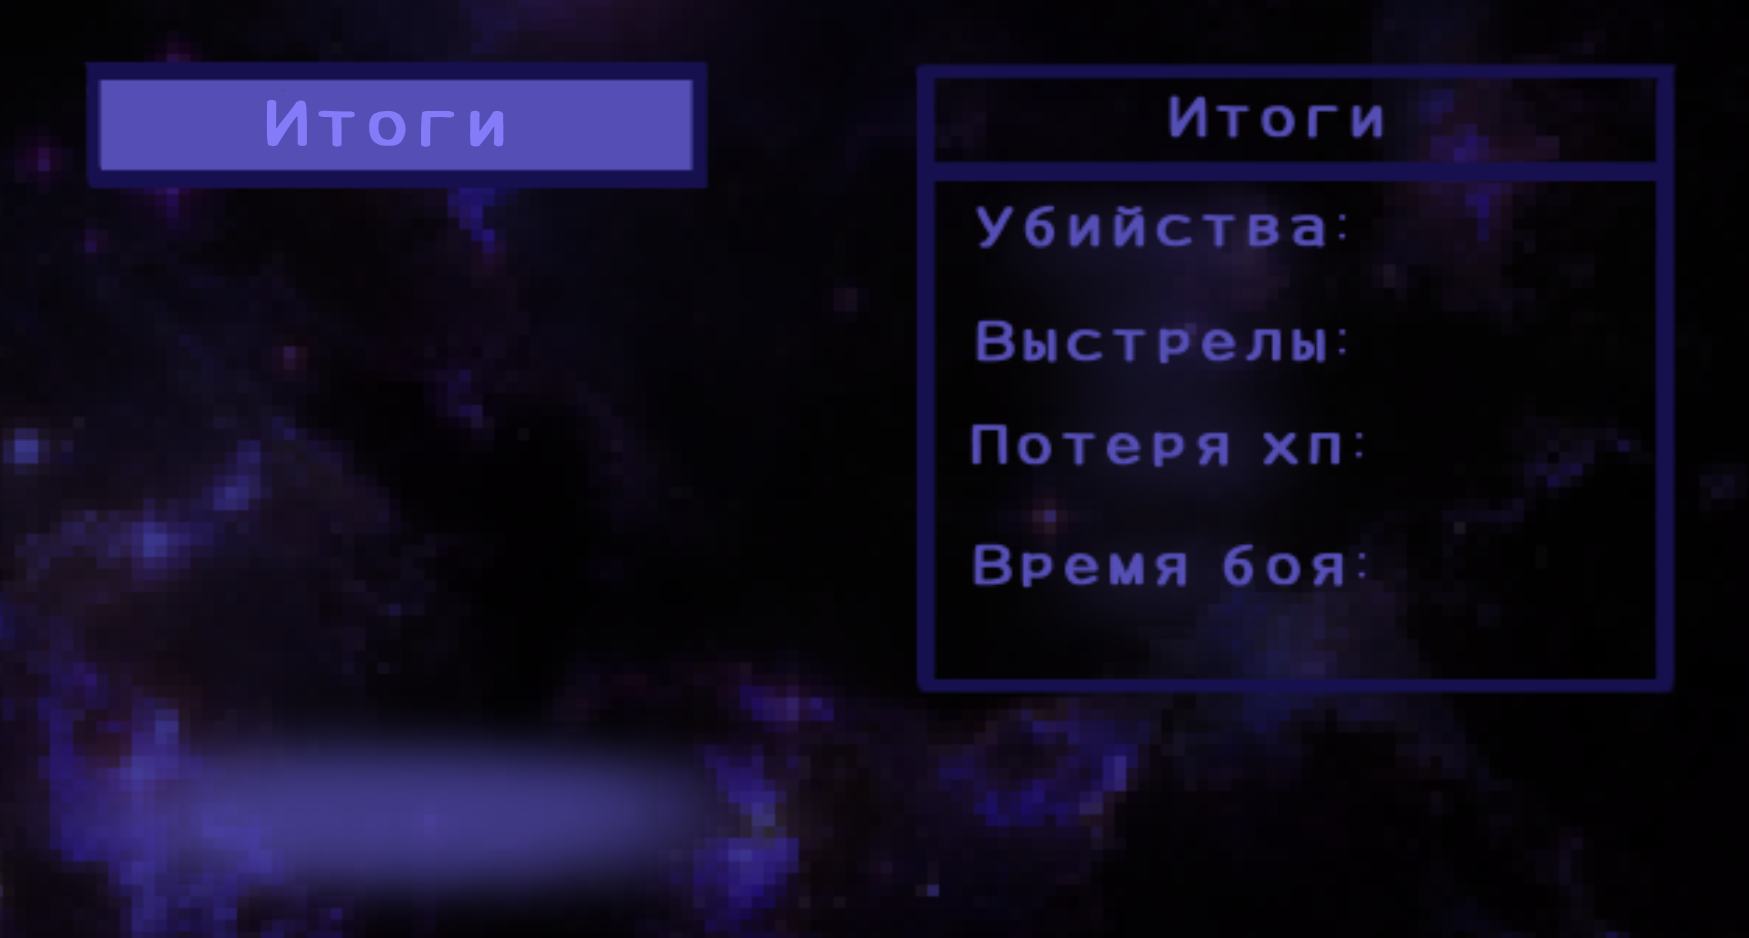 Итоги
Итоги
Убийства:
Выстрелы:
Потеря хп:
Время боя: